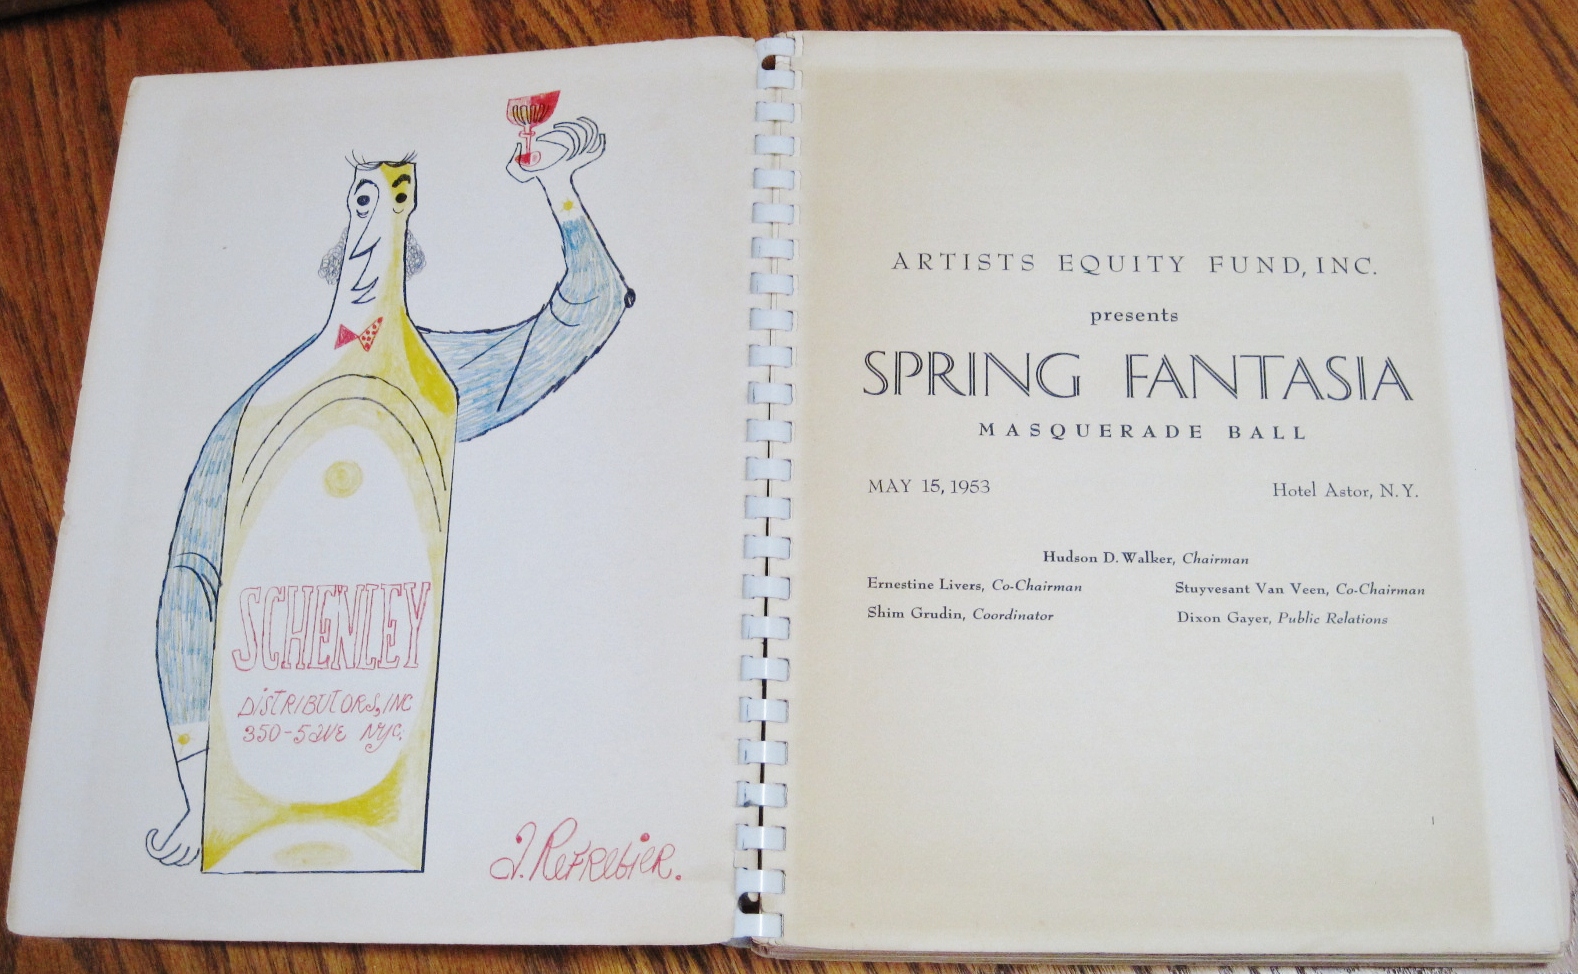 SCHENLEY
DISTRIBUTORS, INC
350-5 AVE NYC.
A. REFREGIER.
ARTISTS EQUITY FUND, INC.
presents
SPRING FANTASIA
MASQUERADE BALL
MAY 15, 1953 Hotel Astor, N.Y.
Hudson D. Walker, Chairman
Ernestine Livers, Co-Chairman Stuyvesant Van Veen, Co-Chairman
Shim Grudin, Coordinator Dixon Gayer, Public Relations